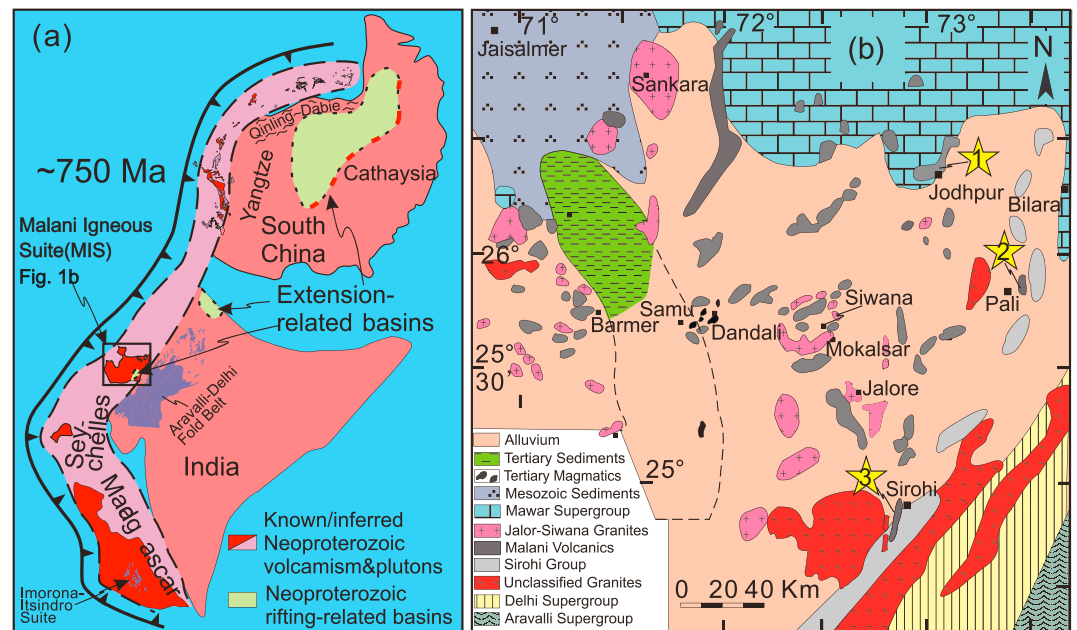 (a)
~750 Ma
Malani Igneous
Suite(MIS)
Fig. 1b
Qinling-Dabie
Yangtze
Cathaysia
South
China
Extension-
related basins
Aravalli-Delhi
Fold Belt
Sey-
chelles
India
Madg
ascar
Imorona-
Itsindro
Suite
Known/inferred
Neoproterozoic
volcamism&plutons
Neoproterozoic
rifting-related basins
(b)
71°
72°
73°
N
Jaisalmer
Sankara
1
Jodhpur
Bilara
26°
2
Pali
Siwana
Samu
Barmer
Dandali
Mokalsar
25°
30'
Jalore
25°
3
Sirohi
Alluvium
Tertiary Sediments
Tertiary Magmatics
Mesozoic Sediments
Mawar Supergroup
Jalor-Siwana Granites
Malani Volcanics
Sirohi Group
Unclassified Granites
Delhi Supergroup
Aravalli Supergroup
0 20 40 Km